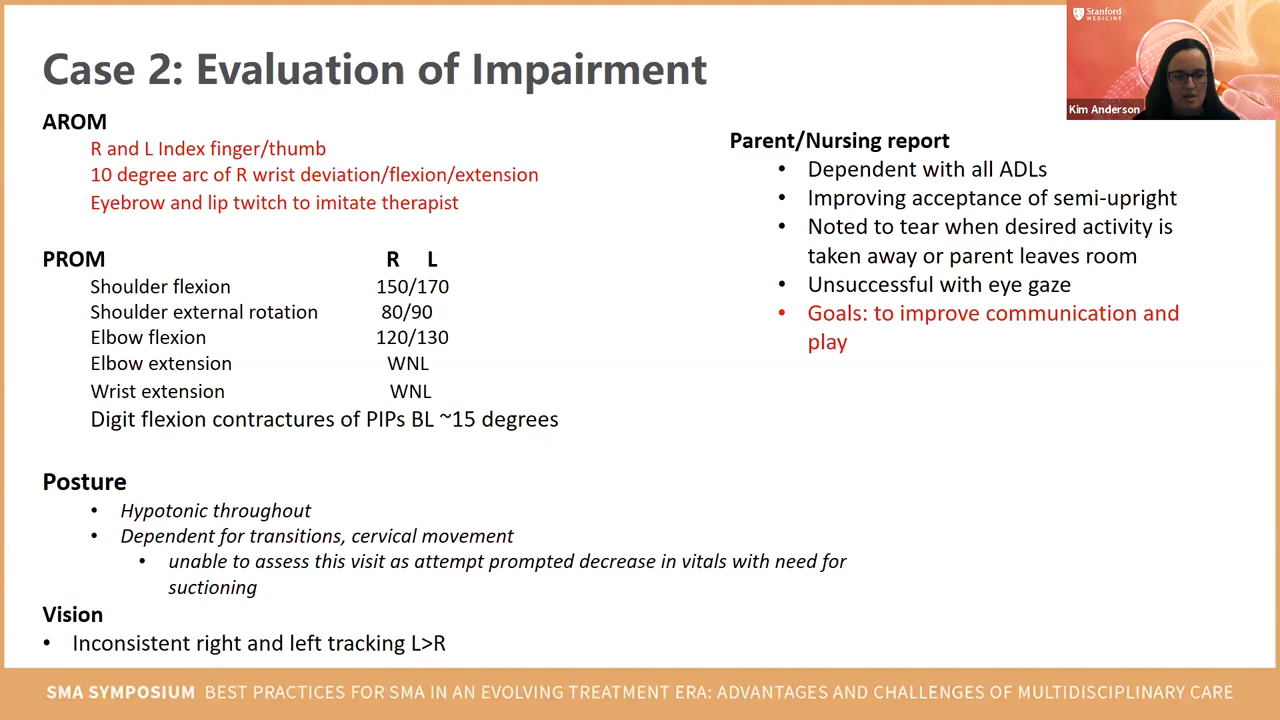 Stanford
MEDICINE
Kim Anderson
Case 2: Evaluation of Impairment
AROM
R and L Index finger/thumb
10 degree arc of R wrist deviation/flexion/extension
Eyebrow and lip twitch to imitate therapist
PROM R L
Shoulder flexion 150/170
Shoulder external rotation 80/90
Elbow flexion 120/130
Elbow extension WNL
Wrist extension WNL
Digit flexion contractures of PIPs BL ~15 degrees
Posture
• Hypotonic throughout
• Dependent for transitions, cervical movement
• unable to assess this visit as attempt prompted decrease in vitals with need for
suctioning
Vision
• Inconsistent right and left tracking L>R
Parent/Nursing report
• Dependent with all ADLs
• Improving acceptance of semi-upright
• Noted to tear when desired activity is
taken away or parent leaves room
• Unsuccessful with eye gaze
• Goals: to improve communication and
play
SMA SYMPOSIUM BEST PRACTICES FOR SMA IN AN EVOLVING TREATMENT ERA: ADVANTAGES AND CHALLENGES OF MULTIDISCIPLINARY CARE